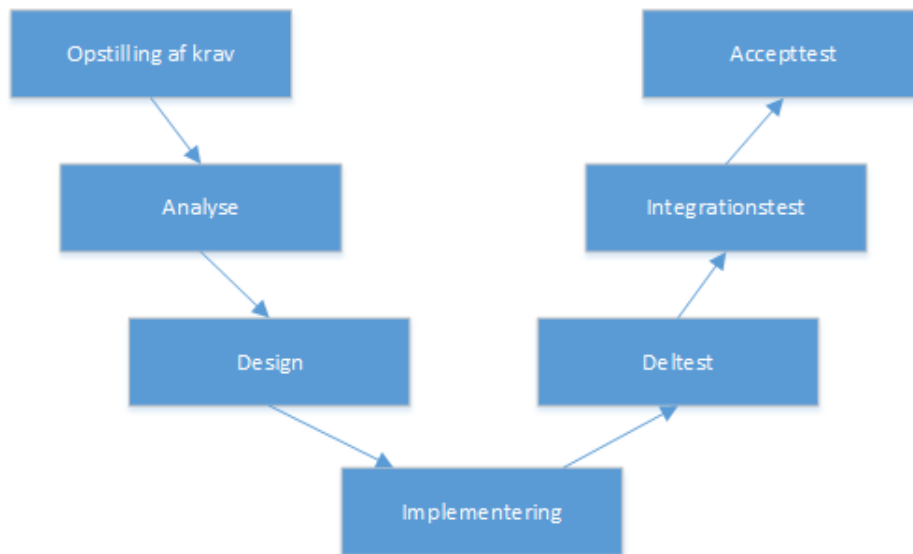 Opstilling af krav
Accepttest
Analyse
Integrationstest
Design
Deltest
Implementering